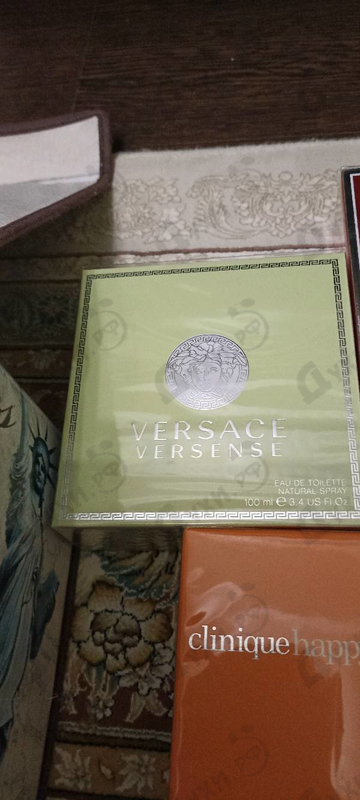 VERSACE
VERSENSE
EAU DE TOILETTE
NATURAL SPRAY
100 ml ℮ 3.4 US Fl Oz
clinique happ